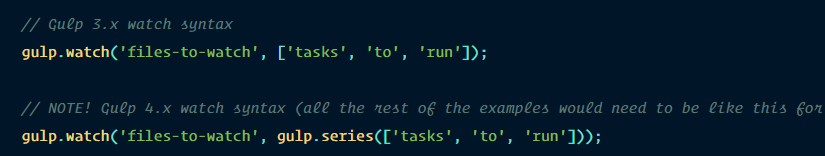 // Gulp 3.x watch syntax
gulp.watch('files-to-watch', ['tasks', 'to', 'run']);
// NOTE! Gulp 4.x watch syntax (all the rest of the examples would need to be like this for
gulp.watch('files-to-watch', gulp.series(['tasks', 'to', 'run']));